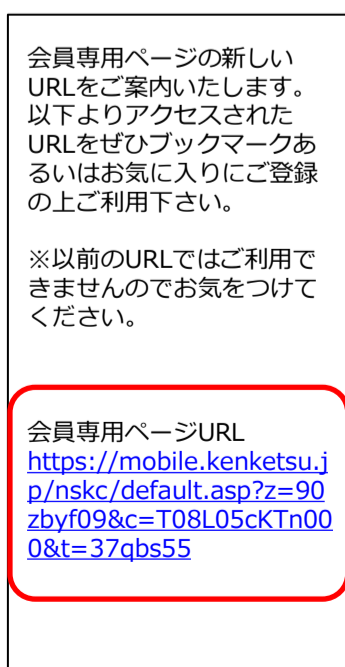 会員専用ページの新しい
URLをご案内いたします。
以下よりアクセスされた
URLをぜひブックマークあ
るいはお気に入りにご登録
の上ご利用下さい。
※以前のURLではご利用で
きませんのでお気をつけて
ください。
会員専用ページURL
https://mobile.kenketsu.j
p/nskc/default.asp?z=90
zbyf09&c=T08L05cKTn00
0&t=37qbs55